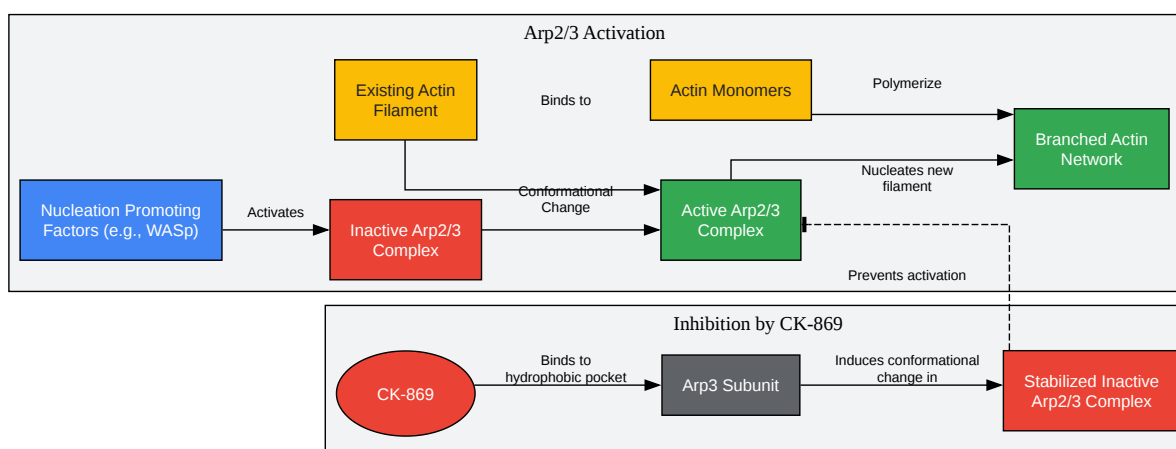 Arp2/3 Activation
Existing Actin
Filament
Binds to
Actin Monomers
Polymerize
Branched Actin
Network
Nucleation Promoting
Factors (e.g., WASp)
Activates
Inactive Arp2/3
Complex
Conformational
Change
Active Arp2/3
Complex
Nucleates new
filament
Prevents activation
Inhibition by CK-869
CK-869
Binds to
hydrophobic pocket
Arp3 Subunit
Induces conformational
change in
Stabilized Inactive
Arp2/3 Complex